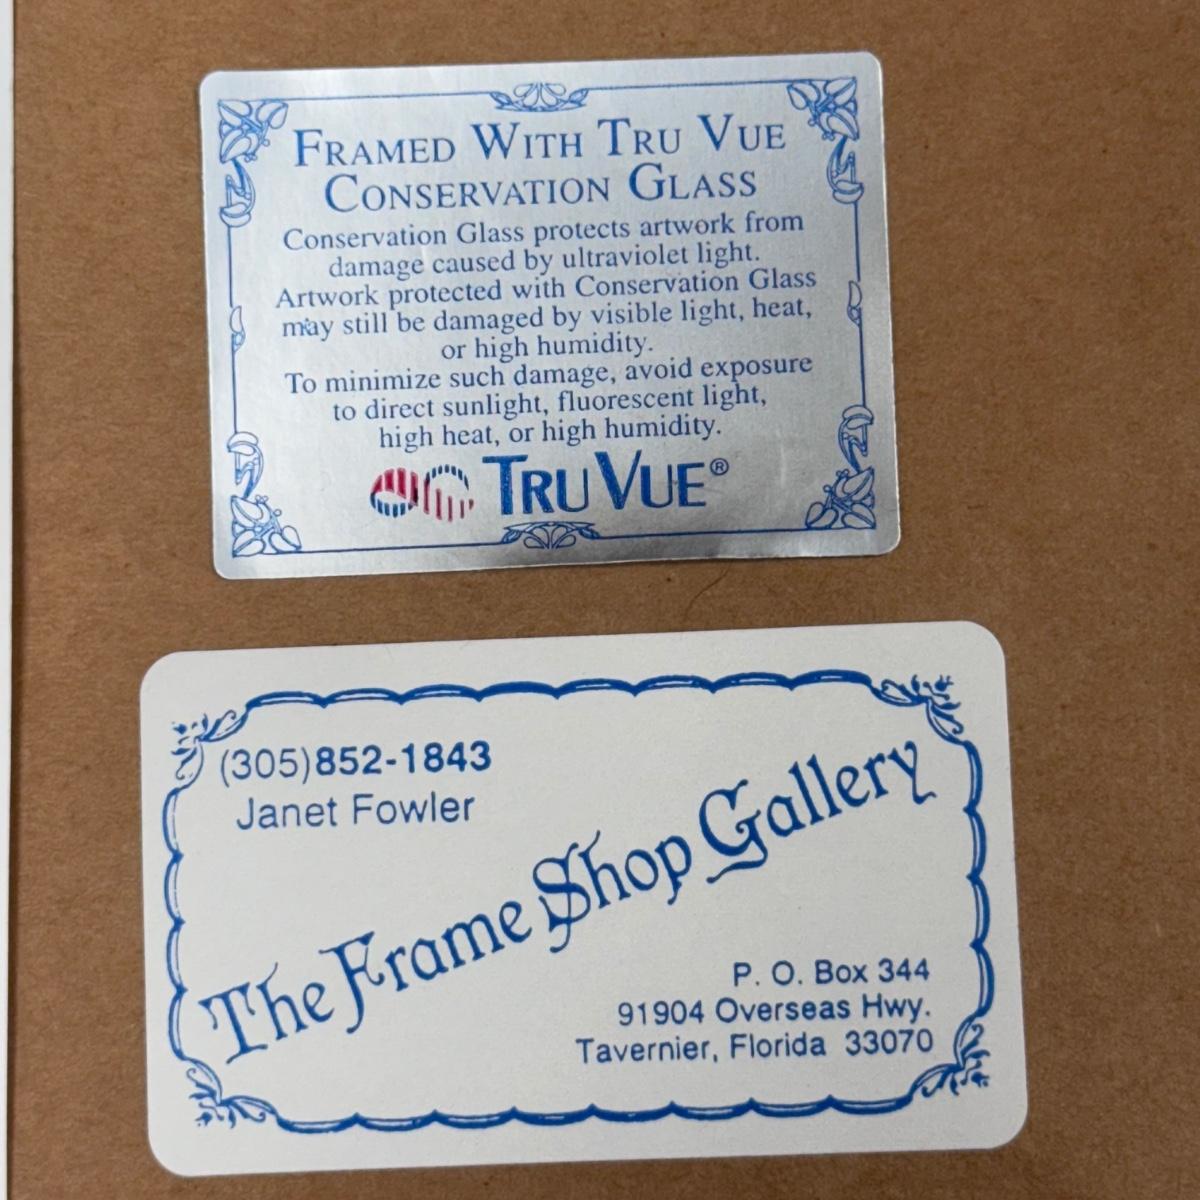 FRAMED WITH TRU VUE
CONSERVATION GLASS
Conservation Glass protects artwork from
damage caused by ultraviolet light.
Artwork protected with Conservation Glass
may still be damaged by visible light, heat,
or high humidity.
To minimize such damage, avoid exposure
to direct sunlight, fluorescent light,
high heat, or high humidity.
TRU VUE®
(305)852-1843
Janet Fowler
The Frame Shop Gallery
P. O. Box 344
91904 Overseas Hwy.
Tavernier, Florida 33070